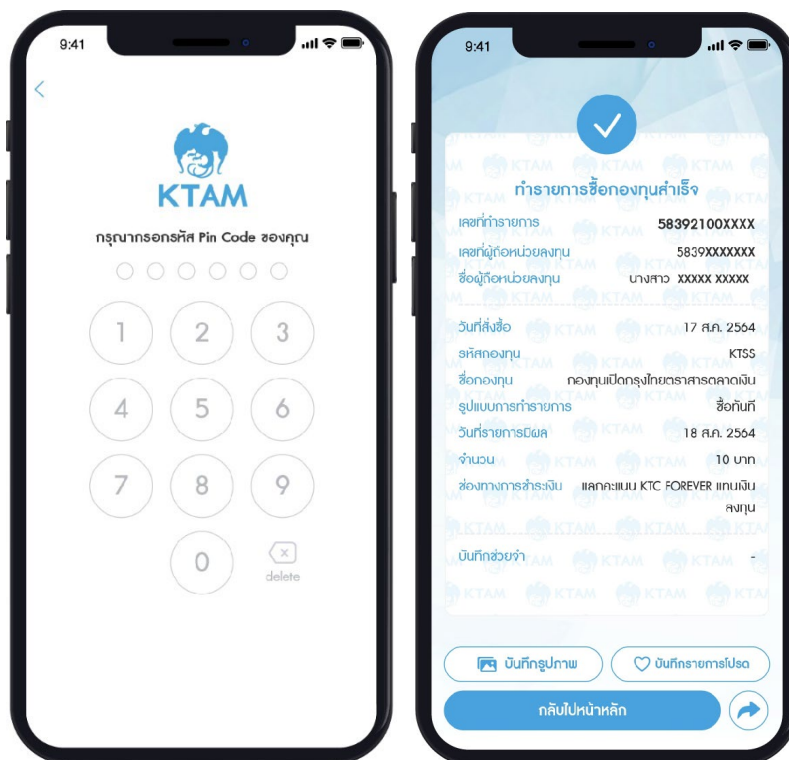 9:41
KTAM
กรุณากรอกรหัส Pin Code ของคุณ
1 2 3
4 5 6
7 8 9
0
delete
9:41
ทำรายการซื้อกองทุนสำเร็จ
เลขที่ทำรายการ 58392100XXXX
เลขที่ผู้ถือหน่วยลงทุน 5839XXXXXXX
ชื่อผู้ถือหน่วยลงทุน นางสาว XXXXX XXXXX
วันที่สั่งซื้อ 17 ส.ค. 2564
รหัสกองทุน KTSS
ชื่อกองทุน กองทุนเปิดกรุงไทยตราสารตลาดเงิน
รูปแบบการทำรายการ ซื้อทันที
วันที่รายการมีผล 18 ส.ค. 2564
จำนวน 10 บาท
ช่องทางการชำระเงิน แลกคะแนน KTC FOREVER แทนเงิน
ลงทุน
บันทึกช่วยจำ -
บันทึกรูปภาพ
บันทึกรายการโปรด
กลับไปหน้าหลัก